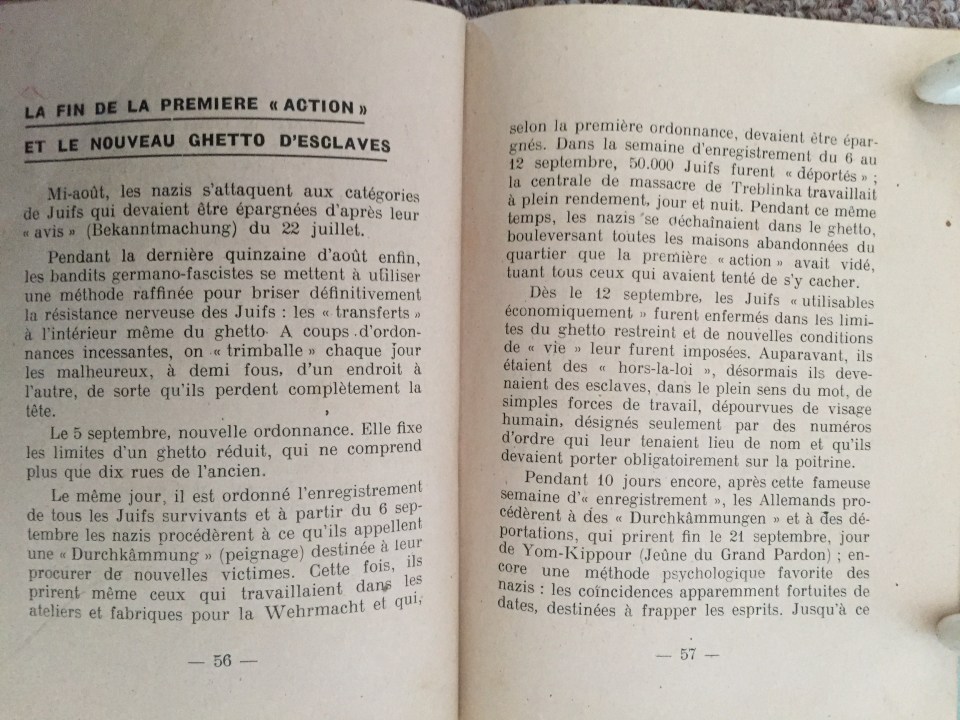 LA FIN DE LA PREMIERE « ACTION »
ET LE NOUVEAU GHETTO D'ESCLAVES
Mi-août, les nazis s'attaquent aux catégories
de Juifs qui devaient être épargnées d'après leur
« avis » (Bekanntmachung) du 22 juillet.
Pendant la dernière quinzaine d'août enfin,
les bandits germano-fascistes se mettent à utiliser
une méthode raffinée pour briser définitivement
la résistance nerveuse des Juifs : les « transferts »
à l'intérieur même du ghetto. A coups d'ordon-
nances incessantes, on « trimballe » chaque jour
les malheureux, à demi fous, d'un endroit à
l'autre, de sorte qu'ils perdent complètement la
tête.
Le 5 septembre, nouvelle ordonnance. Elle fixe
les limites d'un ghetto réduit, qui ne comprend
plus que dix rues de l'ancien.
Le même jour, il est ordonné l'enregistrement
de tous les Juifs survivants et à partir du 6 sep-
tembre les nazis procédèrent à ce qu'ils appellent
une « Durchkâmmung » (peignage) destinée à leur
procurer de nouvelles victimes. Cette fois, ils
prirent même ceux qui travaillaient dans les
ateliers et fabriques pour la Wehrmacht et qui,
— 56 —
selon la première ordonnance, devaient être épar-
gnés. Dans la semaine d'enregistrement du 6 au
12 septembre, 50.000 Juifs furent « déportés » ;
la centrale de massacre de Treblinka travaillait
à plein rendement, jour et nuit. Pendant ce même
temps, les nazis se déchaînaient dans le ghetto,
bouleversant toutes les maisons abandonnées du
quartier que la première « action » avait vidé,
tuant tous ceux qui avaient tenté de s'y cacher.
Dès le 12 septembre, les Juifs « utilisables
économiquement » furent enfermés dans les limi-
tes du ghetto restreint et de nouvelles conditions
de « vie » leur furent imposées. Auparavant, ils
étaient des « hors-la-loi », désormais ils deve-
naient des esclaves, dans le plein sens du mot, de
simples forces de travail, dépourvues de visage
humain, désignés seulement par des numéros
d'ordre qui leur tenaient lieu de nom et qu'ils
devaient porter obligatoirement sur la poitrine.
Pendant 10 jours encore, après cette fameuse
semaine d'« enregistrement », les Allemands pro-
cédèrent à des « Durchkâmmungen » et à des dé-
portations, qui prirent fin le 21 septembre, jour
de Yom-Kippour (Jeûne du Grand Pardon) ; en-
core une méthode psychologique favorite des
nazis : les coïncidences apparemment fortuites de
dates, destinées à frapper les esprits. Jusqu'à ce
— 57 —